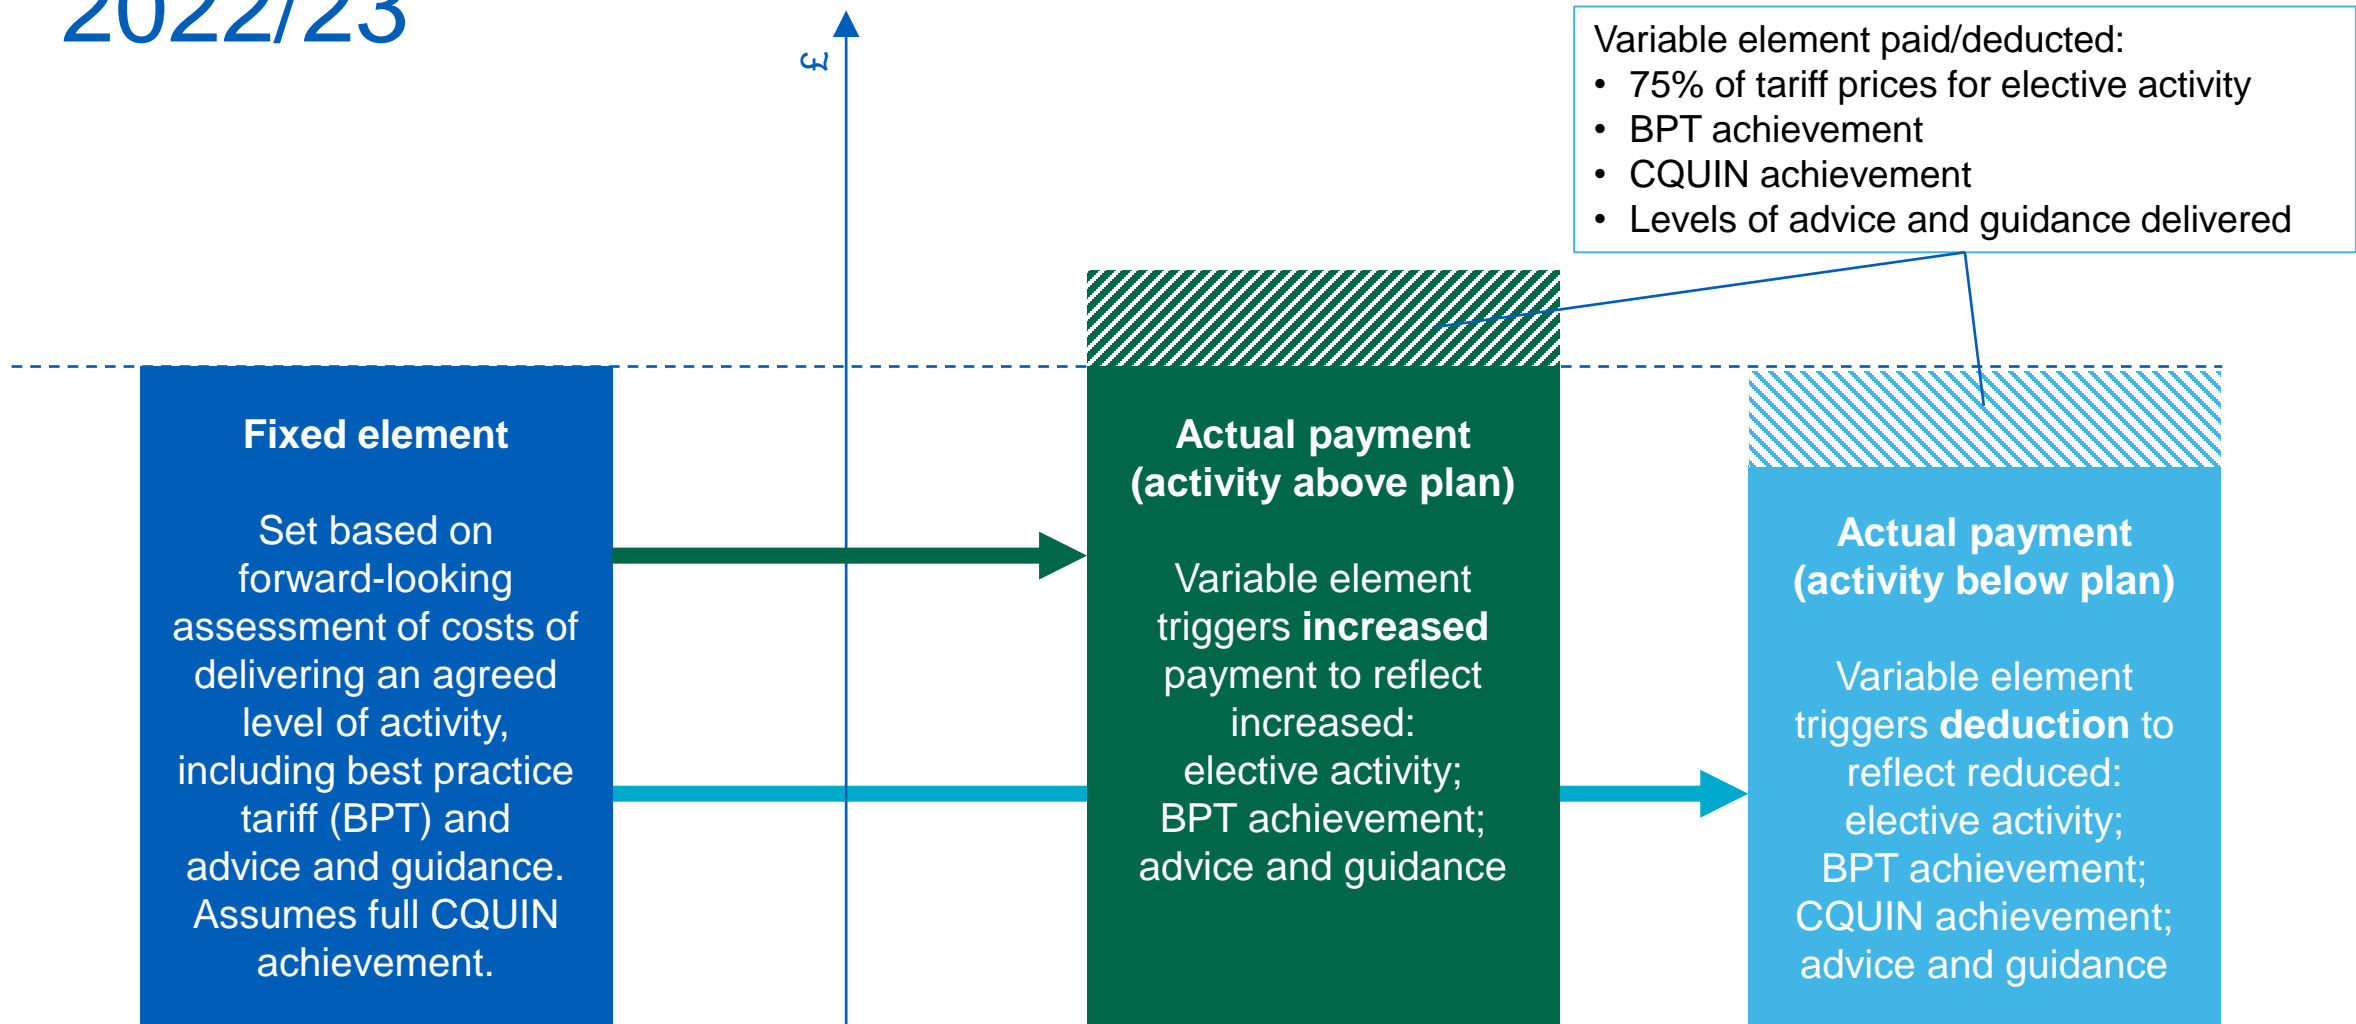 2022/23
£
Variable element paid/deducted:
• 75% of tariff prices for elective activity
• BPT achievement
• CQUIN achievement
• Levels of advice and guidance delivered
Fixed element
Set based on
forward-looking
assessment of costs of
delivering an agreed
level of activity,
including best practice
tariff (BPT) and
advice and guidance.
Assumes full CQUIN
achievement.
Actual payment
(activity above plan)
Variable element
triggers increased
payment to reflect
increased:
elective activity;
BPT achievement;
advice and guidance
Actual payment
(activity below plan)
Variable element
triggers deduction to
reflect reduced:
elective activity;
BPT achievement;
CQUIN achievement;
advice and guidance